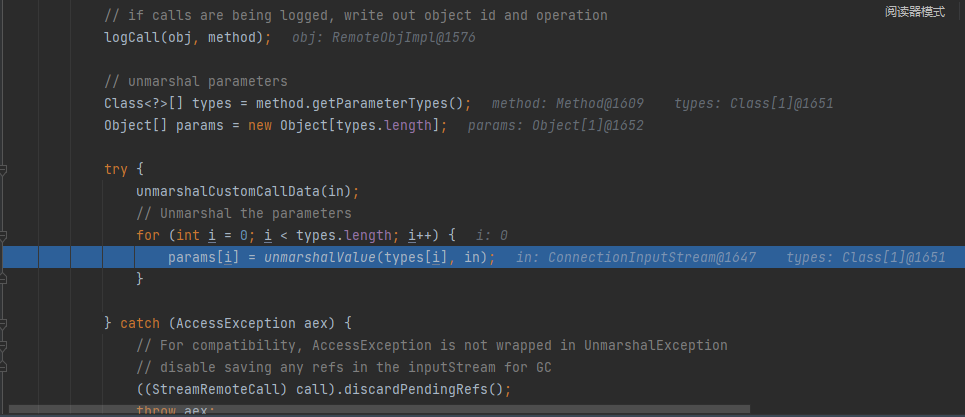 阅读器模式
// if calls are being logged, write out object id and operation
logCall(obj, method);   obj: RemoteObjImpl@1576
// unmarshal parameters
Class<?>[] types = method.getParameterTypes();   method: Method@1609    types: Class[1]@1651
Object[] params = new Object[types.length];   params: Object[1]@1652
try {
unmarshalCustomCallData(in);
// Unmarshal the parameters
for (int i = 0; i < types.length; i++) {   i: 0
params[i] = unmarshalValue(types[i], in);   in: ConnectionInputStream@1647    types: Class[1]@1651
}
} catch (AccessException aex) {
// For compatibility, AccessException is not wrapped in UnmarshalException
// disable saving any refs in the inputStream for GC
((StreamRemoteCall) call).discardPendingRefs();
throw aex;